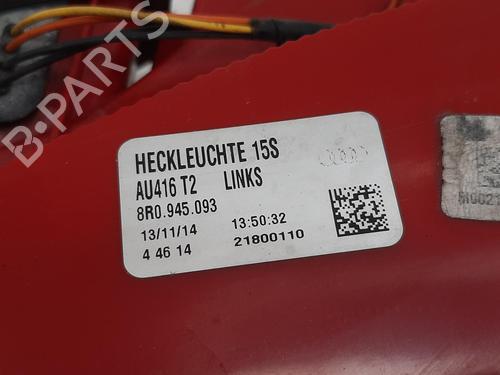 B-PARTS
HECKLEUCHTE 15S
AU416 T2 LINKS
8R0.945.093
13/11/14 13:50:32
4 46 14 21800110